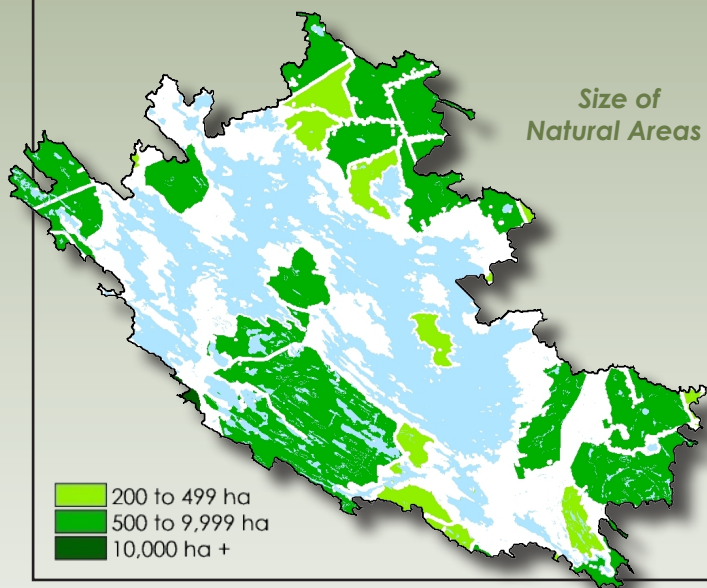 Size of
Natural Areas
200 to 499 ha
500 to 9,999 ha
10,000 ha +